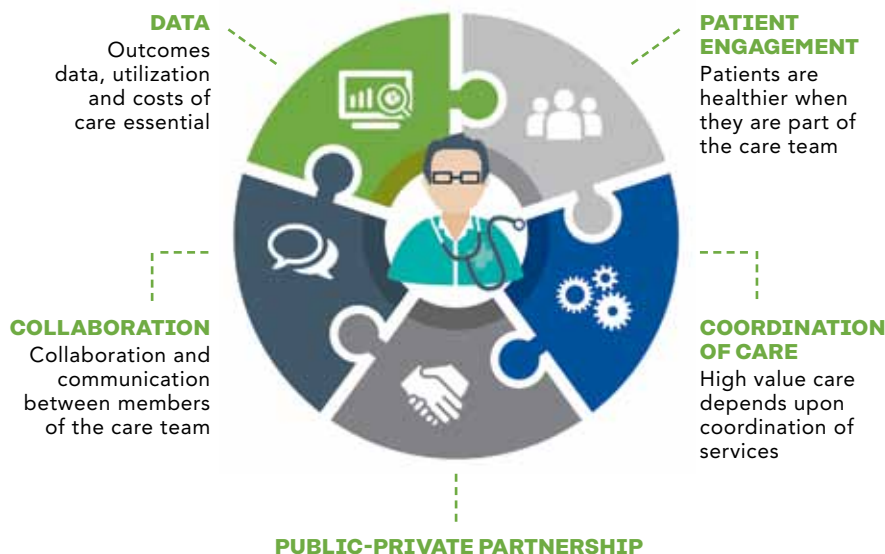 DATA
Outcomes
data, utilization
and costs of
care essential
PATIENT
ENGAGEMENT
Patients are
healthier when
they are part of
the care team
COLLABORATION
Collaboration and
communication
between members
of the care team
COORDINATION
OF CARE
High value care
depends upon
coordination of
services
PUBLIC-PRIVATE PARTNERSHIP